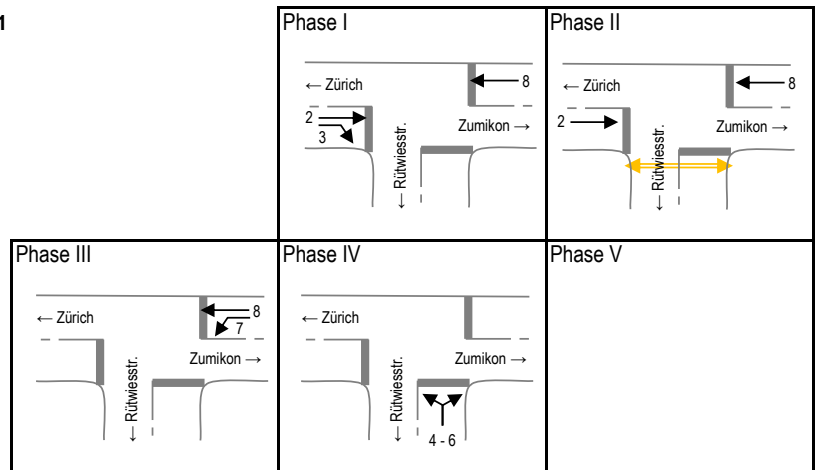 1
Phase I
8
← Zürich
2
3
Zumikon →
← Rütwiesstr.
Phase II
8
← Zürich
2
Zumikon →
← Rütwiesstr.
Phase III
8
← Zürich
7
Zumikon →
← Rütwiesstr.
Phase IV
← Zürich
Zumikon →
← Rütwiesstr.
4 - 6
Phase V